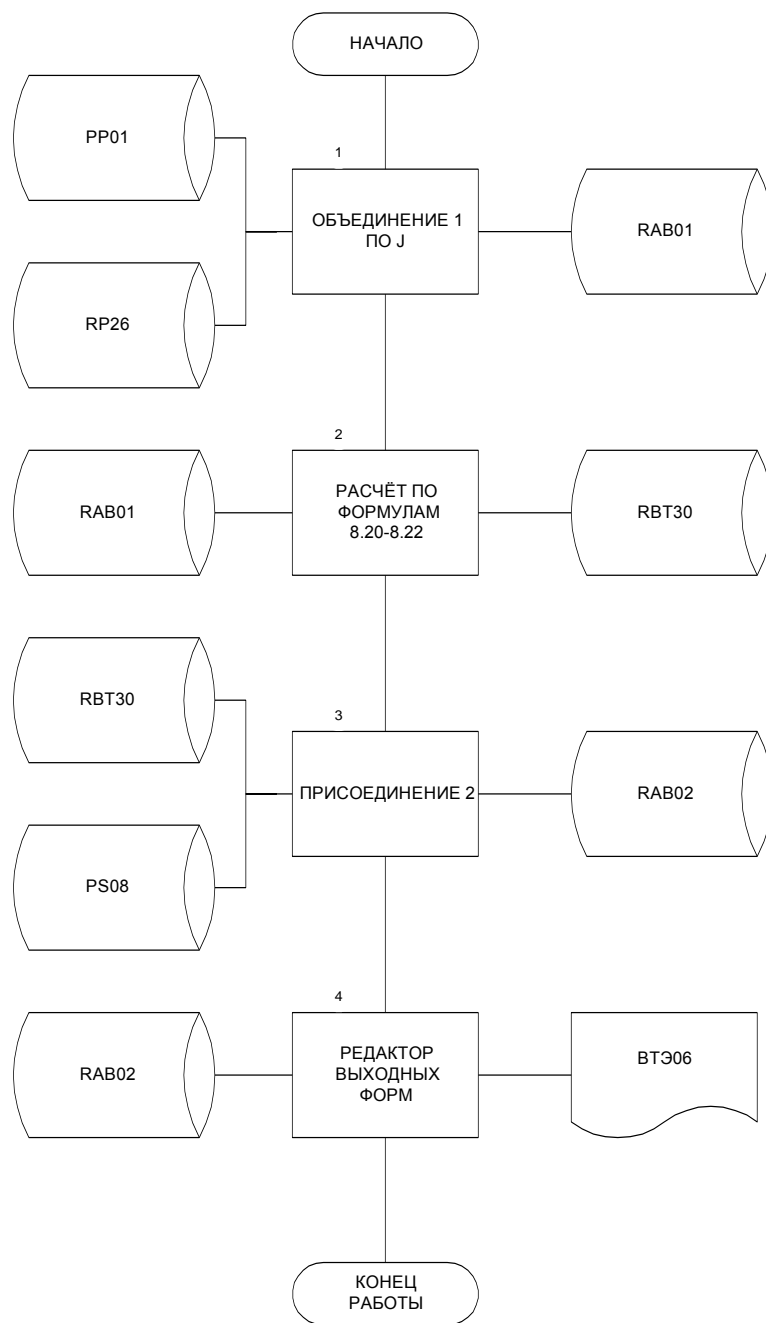 НАЧАЛО
PP01
1
ОБЪЕДИНЕНИЕ 1
ПО J
RAB01
RP26
2
RAB01
РАСЧЁТ ПО
ФОРМУЛАМ
8.20-8.22
RBT30
RBT30
3
ПРИСОЕДИНЕНИЕ 2
RAB02
PS08
4
RAB02
РЕДАКТОР
ВЫХОДНЫХ
ФОРМ
ВТЭ06
КОНЕЦ
РАБОТЫ